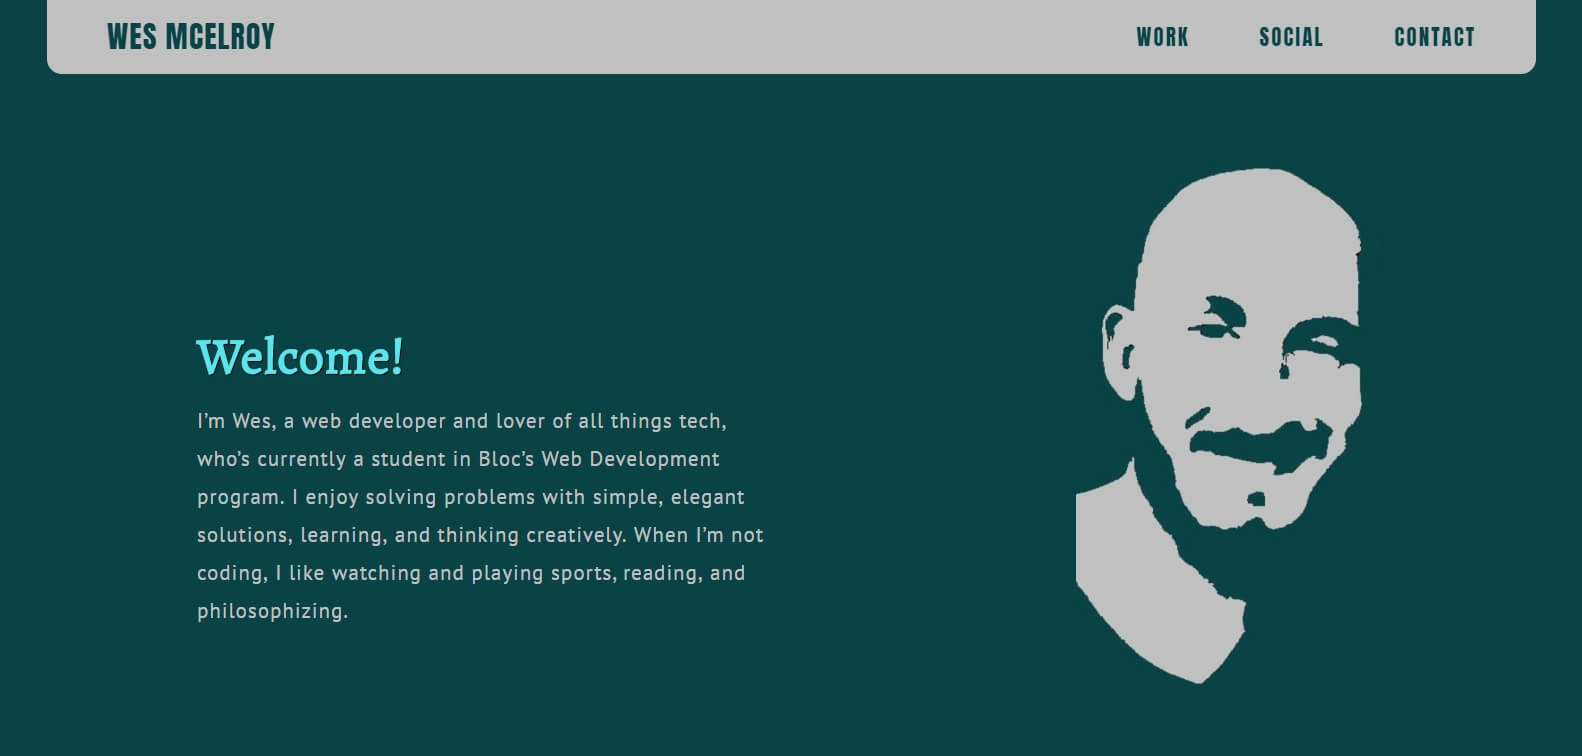 WES MCELROY
WORK SOCIAL CONTACT
Welcome!
I’m Wes, a web developer and lover of all things tech,
who’s currently a student in Bloc’s Web Development
program. I enjoy solving problems with simple, elegant
solutions, learning, and thinking creatively. When I’m not
coding, I like watching and playing sports, reading, and
philosophizing.